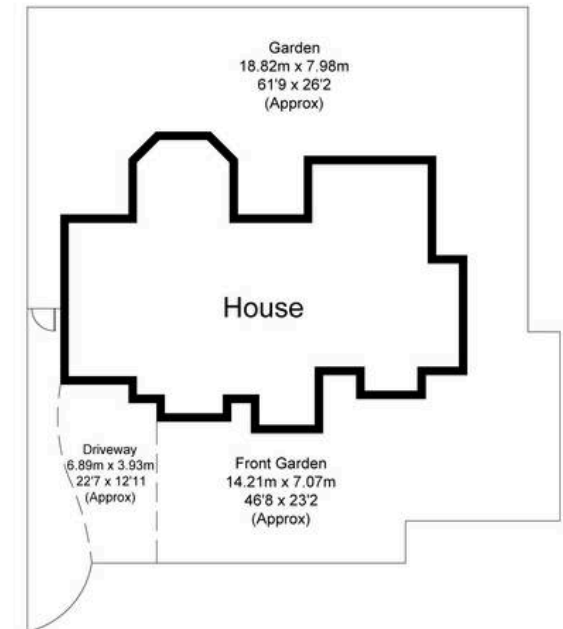 Garden
18.82m x 7.98m
61'9 x 26'2
(Approx)
House
Driveway
6.89m x 3.93m
22'7 x 12'11
(Approx)
Front Garden
14.21m x 7.07m
46'8 x 23'2
(Approx)